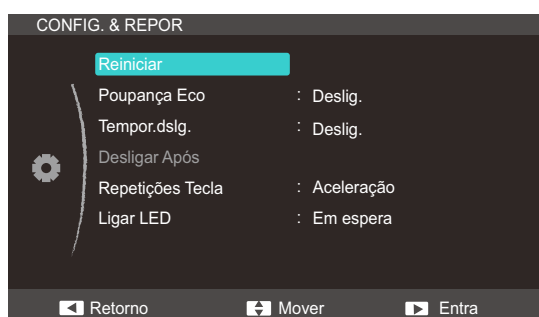 CONFIG. & REPOR
Reiniciar
Poupança Eco : Deslig.
Tempor.dslg. : Deslig.
Desligar Após
Repetições Tecla : Aceleração
Ligar LED : Em espera
Retorno Mover Entra